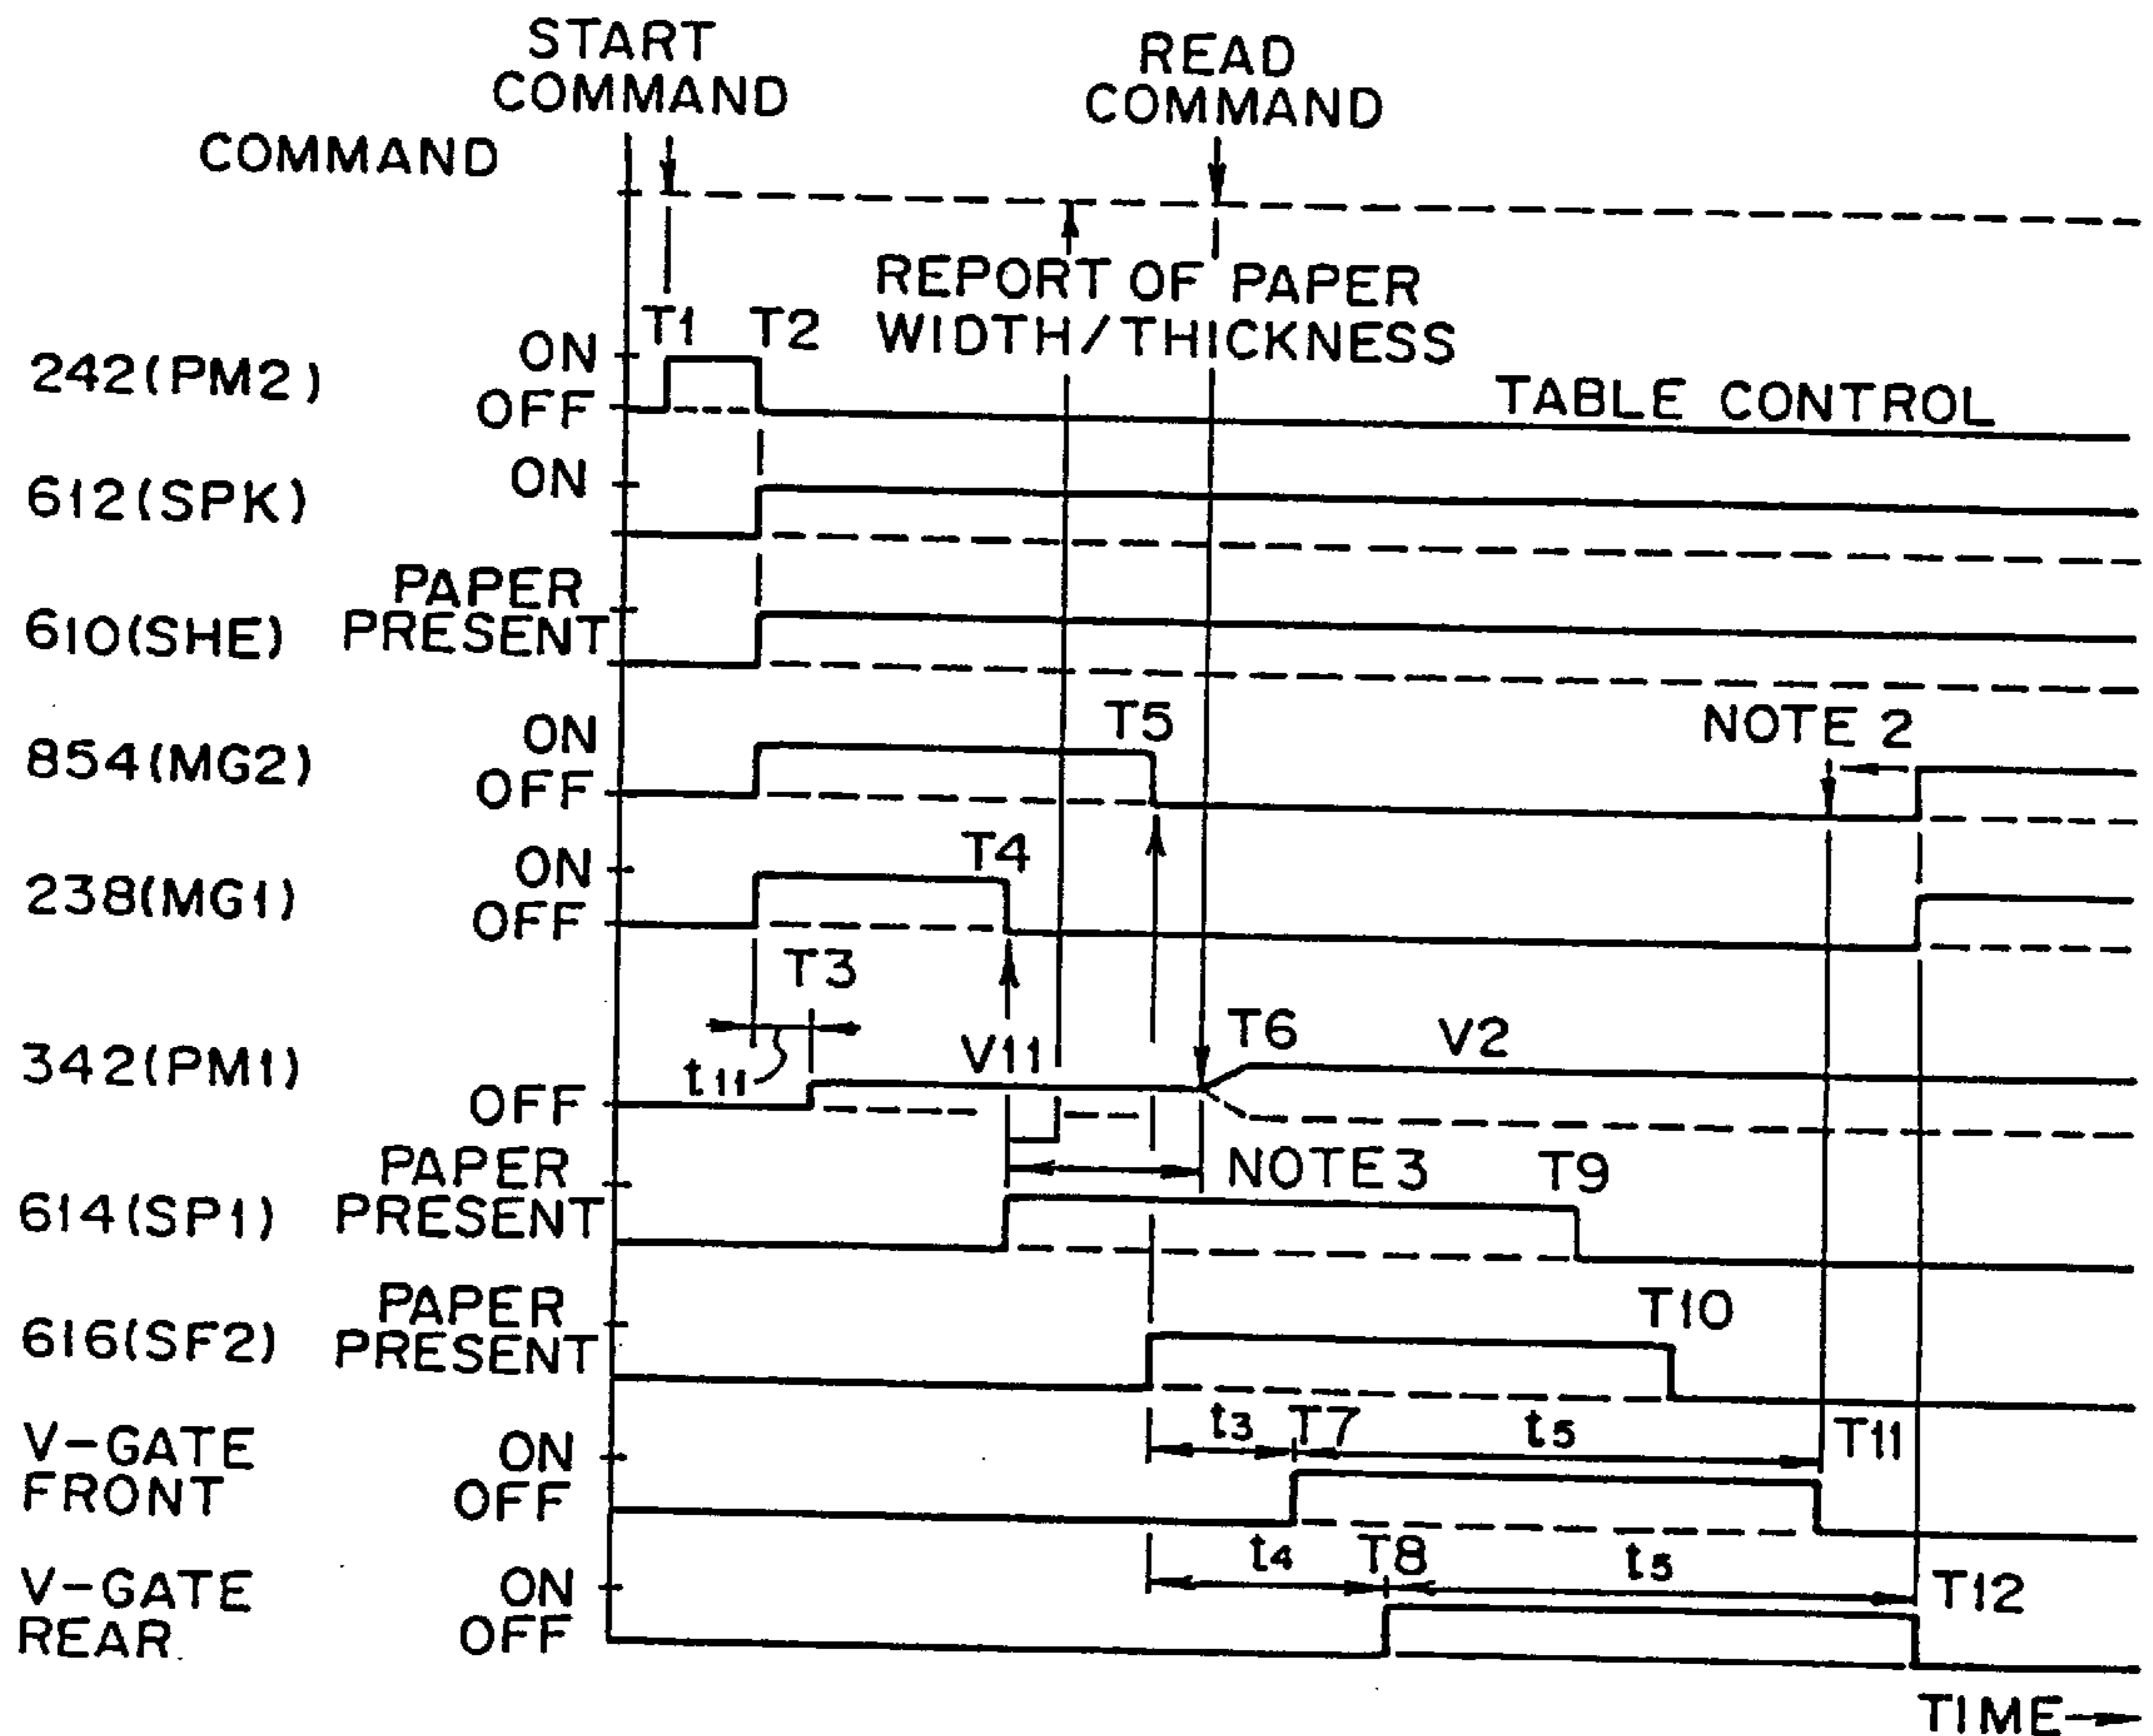 START
COMMAND
READ
COMMAND
COMMAND
REPORT OF PAPER
WIDTH/THICKNESS
T1 T2
242(PM2) ON
OFF
TABLE CONTROL
612(SPK) ON
610(SHE) PAPER
PRESENT
T5
NOTE 2
854(MG2) ON
OFF
T4
238(MG1) ON
OFF
T3
t11
V11
T6
V2
342(PM1) OFF
NOTE 3
T9
614(SP1) PAPER
PRESENT
T10
616(SF2) PAPER
PRESENT
t3 T7 t5 T11
V-GATE
FRONT
ON
OFF
t4 T8 t5 T12
V-GATE
REAR
ON
OFF
TIME